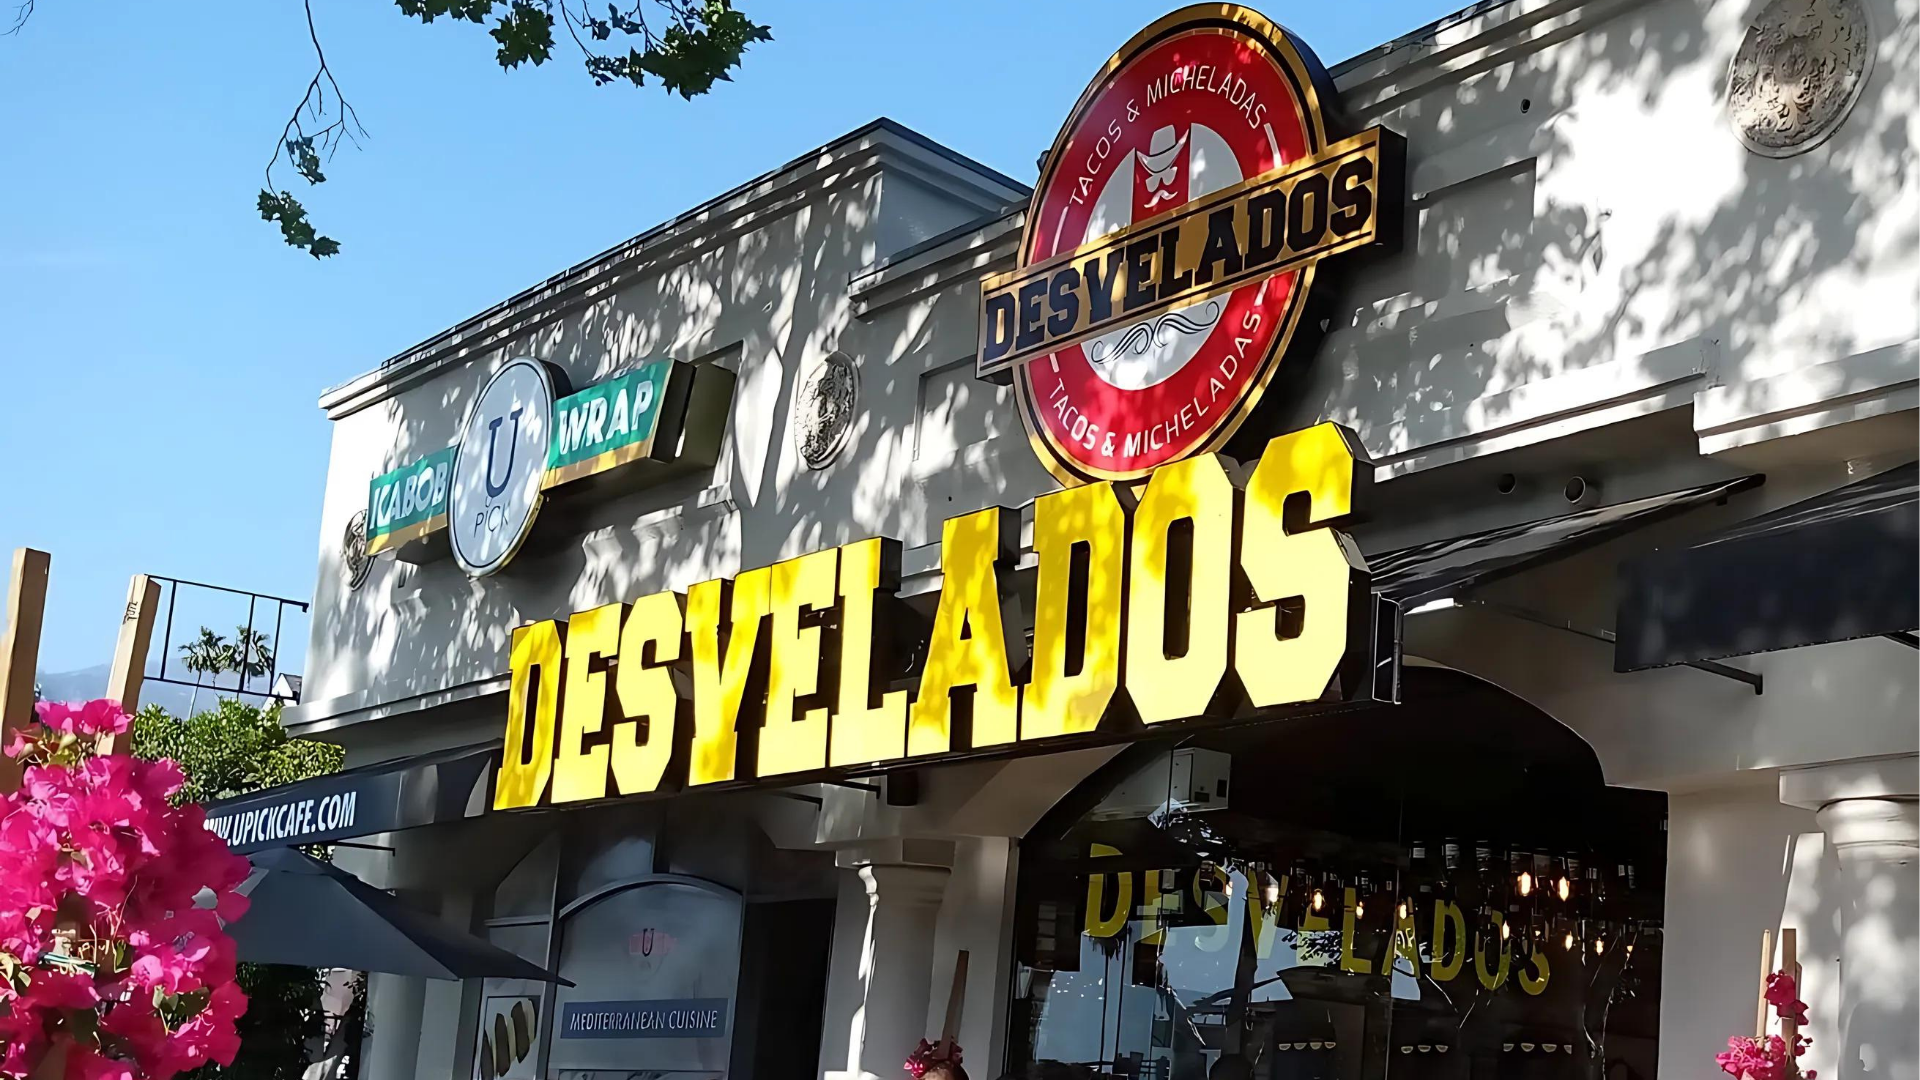 TACOS & MICHELADAS
DESVELADOS
TACOS & MICHELADAS
KABOB
U
PICK
WRAP
DESVELADOS
WWW.UPICKCAFE.COM
DESVELADOS
U
MEDITERRANEAN CUISINE